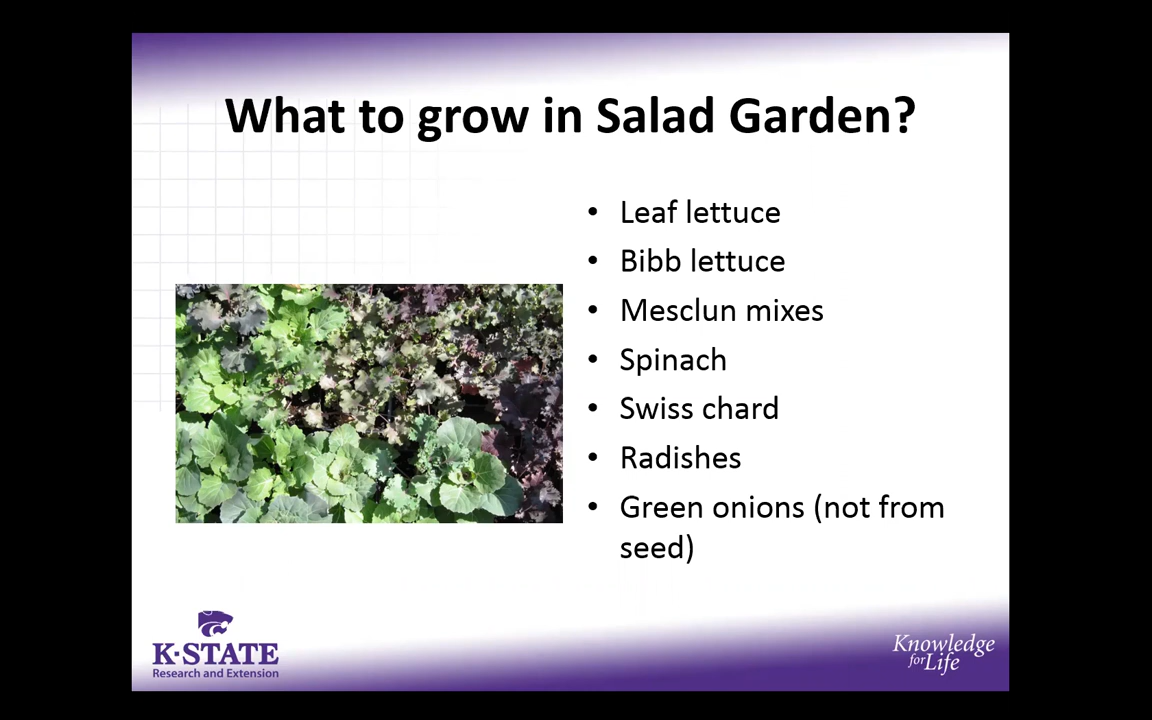 What to grow in Salad Garden?
• Leaf lettuce
• Bibb lettuce
• Mesclun mixes
• Spinach
• Swiss chard
• Radishes
• Green onions (not from
seed)
K-STATE
Research and Extension
Knowledge
for Life